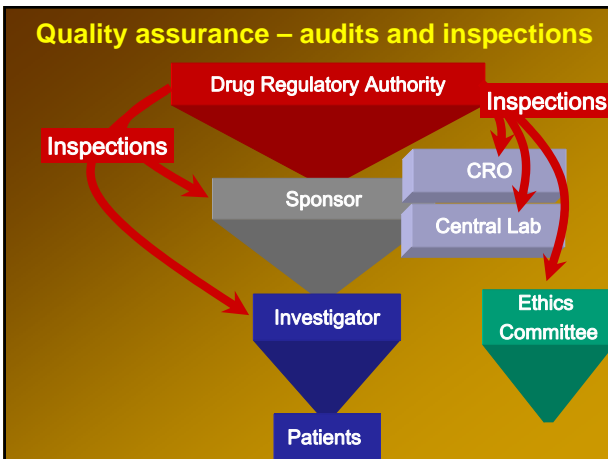 Quality assurance – audits and inspections
Drug Regulatory Authority
Inspections
Inspections
CRO
Sponsor
Central Lab
Investigator
Ethics
Committee
Patients